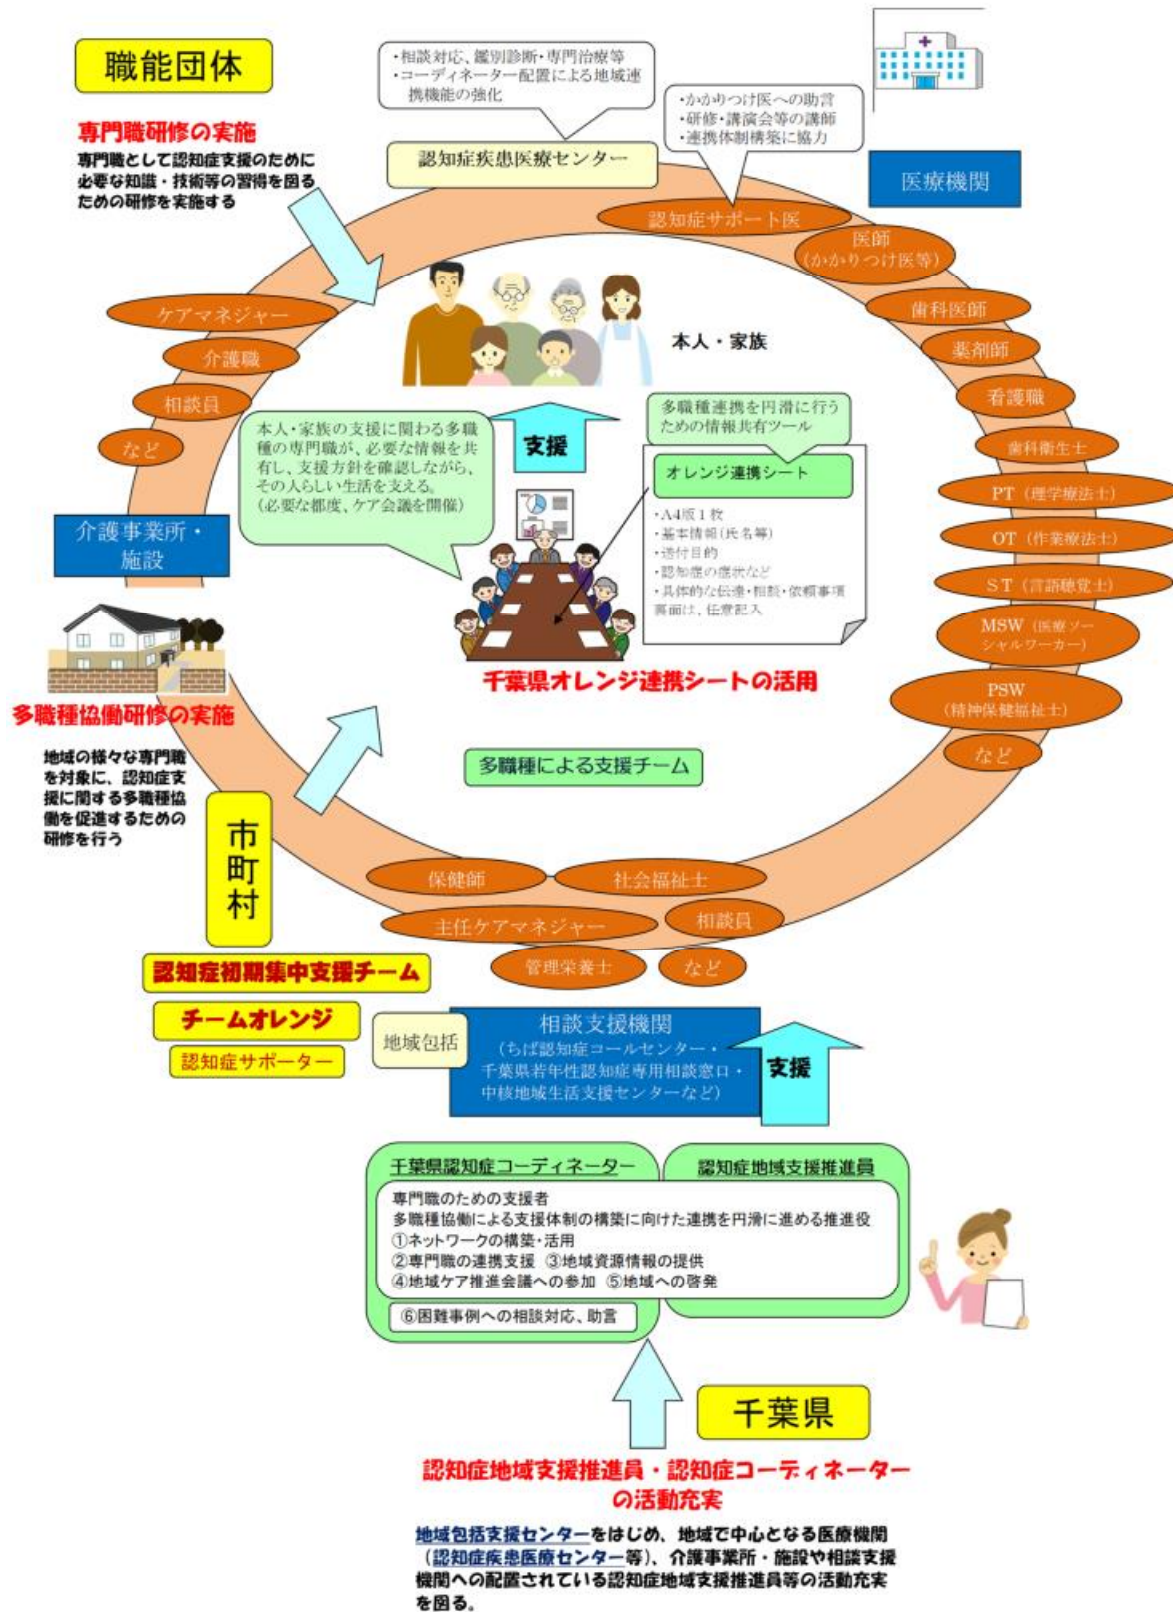 職能団体
専門職研修の実施
専門職として認知症支援のために
必要な知識・技術等の習得を図る
ための研修を実施する
・相談対応、鑑別診断・専門治療等
・コーディネーター配置による地域連
携機能の強化
認知症疾患医療センター
・かかりつけ医への助言
・研修・講演会等の講師
・連携体制構築に協力
医療機関
認知症サポート医
医師
(かかりつけ医等)
歯科医師
薬剤師
看護職
歯科衛生士
PT（理学療法士）
OT（作業療法士）
ST（言語聴覚士）
MSW（医療ソー
シャルワーカー）
PSW
（精神保健福祉士）
など
ケアマネジャー
介護職
相談員
など
介護事業所・
施設
本人・家族
支援
本人・家族の支援に関わる多職
種の専門職が、必要な情報を共
有し、支援方針を確認しながら、
その人らしい生活を支える。
(必要な都度、ケア会議を開催)
多職種連携を円滑に行う
ための情報共有ツール
オレンジ連携シート
・A4版１枚
・基本情報(氏名等)
・送付目的
・認知症の症状など
・具体的な伝達・相談・依頼事項
裏面は、任意記入
千葉県オレンジ連携シートの活用
多職種による支援チーム
多職種協働研修の実施
地域の様々な専門職
を対象に、認知症支
援に関する多職種協
働を促進するための
研修を行う
市町村
認知症初期集中支援チーム
チームオレンジ
認知症サポーター
保健師
社会福祉士
主任ケアマネジャー
相談員
管理栄養士
など
地域包括
相談支援機関
（ちば認知症コールセンター・
千葉県若年性認知症専用相談窓口・
中核地域生活支援センターなど）
支援
千葉県認知症コーディネーター
認知症地域支援推進員
専門職のための支援者
多職種協働による支援体制の構築に向けた連携を円滑に進める推進役
①ネットワークの構築・活用
②専門職の連携支援 ③地域資源情報の提供
④地域ケア推進会議への参加 ⑤地域への啓発
⑥困難事例への相談対応、助言
千葉県
認知症地域支援推進員・認知症コーディネーター
の活動充実
地域包括支援センターをはじめ、地域で中心となる医療機関
（認知症疾患医療センター等）、介護事業所・施設や相談支援
機関への配置されている認知症地域支援推進員等の活動充実
を図る。